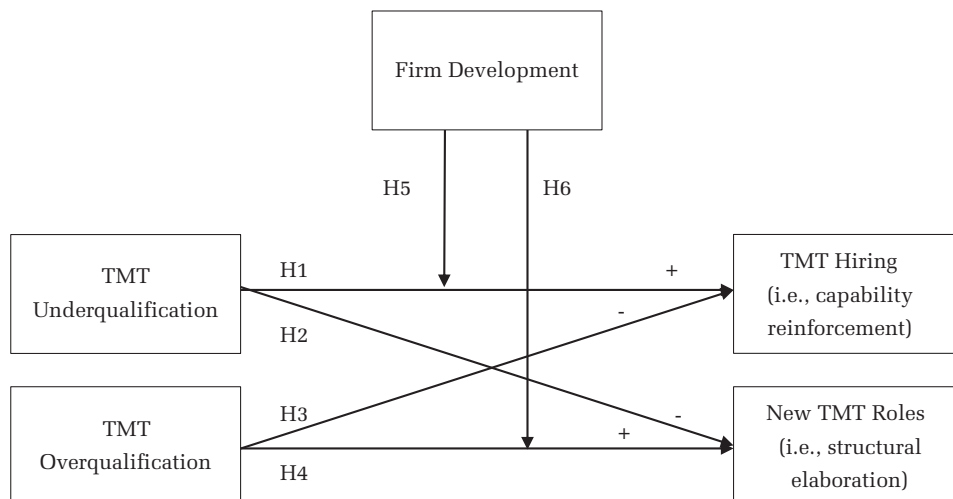 Firm Development
H5
H6
TMT
Underqualification
H1
+
TMT Hiring
(i.e., capability
reinforcement)
-
H2
TMT
Overqualification
H3
-
+
H4
New TMT Roles
(i.e., structural
elaboration)